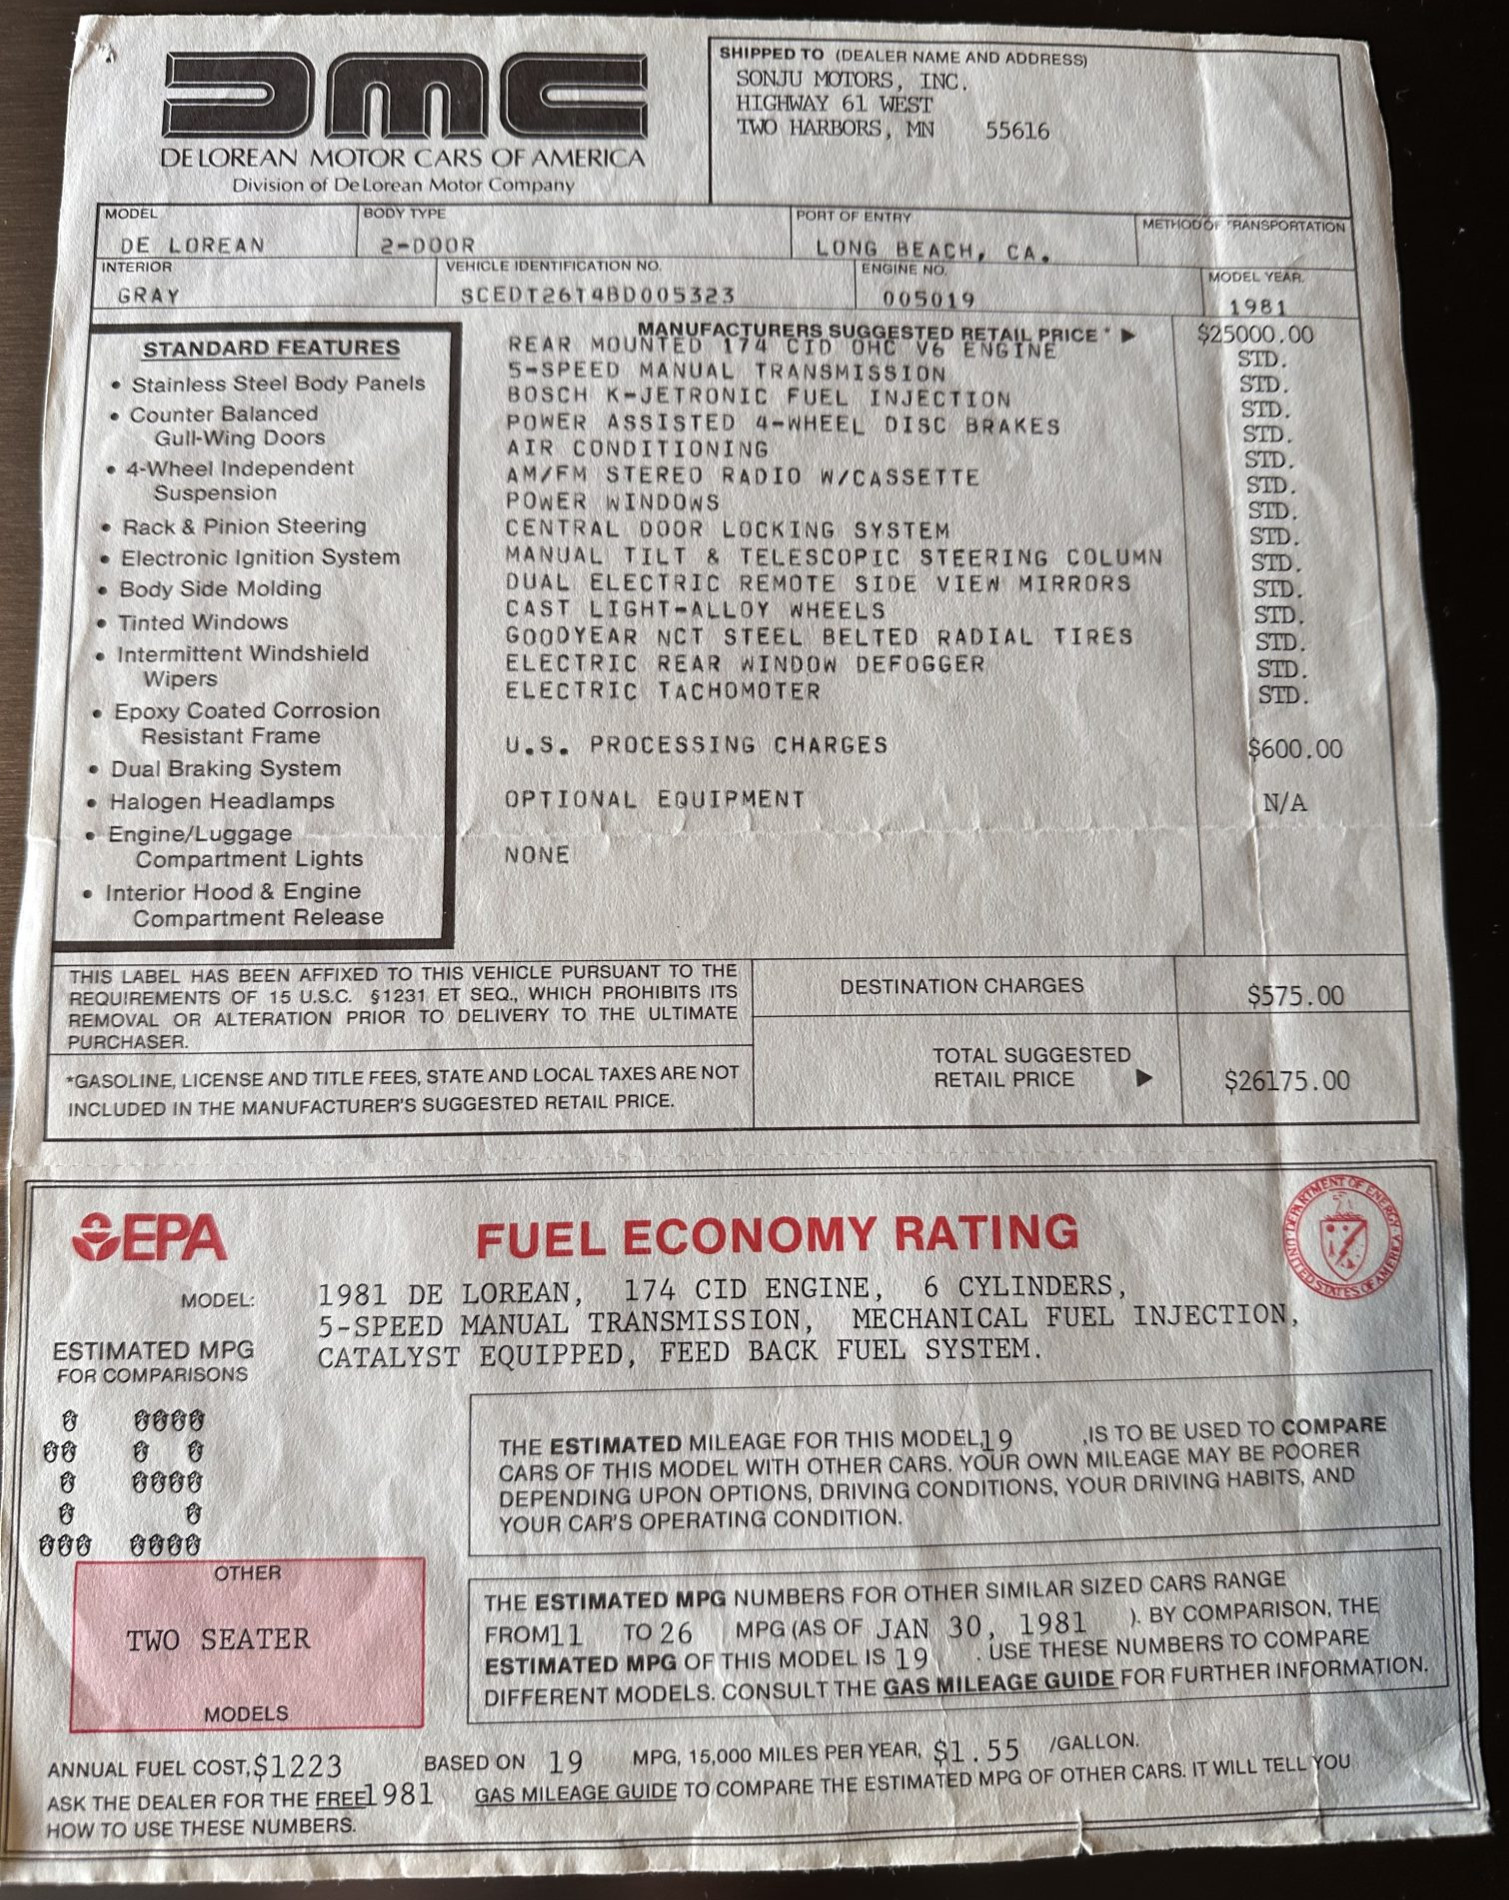 DMC
DE LOREAN MOTOR CARS OF AMERICA
Division of De Lorean Motor Company
SHIPPED TO (DEALER NAME AND ADDRESS)
SONJU MOTORS, INC.
HIGHWAY 61 WEST
TWO HARBORS, MN 55616
MODEL
DE LOREAN
BODY TYPE
2-DOOR
PORT OF ENTRY
LONG BEACH, CA.
METHOD OF TRANSPORTATION
INTERIOR
GRAY
VEHICLE IDENTIFICATION NO.
SCEDT26T4BD005323
ENGINE NO.
005019
MODEL YEAR.
1981
STANDARD FEATURES
• Stainless Steel Body Panels
• Counter Balanced
Gull-Wing Doors
• 4-Wheel Independent
Suspension
• Rack & Pinion Steering
• Electronic Ignition System
• Body Side Molding
• Tinted Windows
• Intermittent Windshield
Wipers
• Epoxy Coated Corrosion
Resistant Frame
• Dual Braking System
• Halogen Headlamps
• Engine/Luggage
Compartment Lights
• Interior Hood & Engine
Compartment Release
MANUFACTURERS SUGGESTED RETAIL PRICE * ▶ $25000.00
REAR MOUNTED 174 CID OHC V6 ENGINE STD.
5-SPEED MANUAL TRANSMISSION STD.
BOSCH K-JETRONIC FUEL INJECTION STD.
POWER ASSISTED 4-WHEEL DISC BRAKES STD.
AIR CONDITIONING STD.
AM/FM STEREO RADIO W/CASSETTE STD.
POWER WINDOWS STD.
CENTRAL DOOR LOCKING SYSTEM STD.
MANUAL TILT & TELESCOPIC STEERING COLUMN STD.
DUAL ELECTRIC REMOTE SIDE VIEW MIRRORS STD.
CAST LIGHT-ALLOY WHEELS STD.
GOODYEAR NCT STEEL BELTED RADIAL TIRES STD.
ELECTRIC REAR WINDOW DEFOGGER STD.
ELECTRIC TACHOMOTER STD.
U.S. PROCESSING CHARGES $600.00
OPTIONAL EQUIPMENT N/A
NONE
THIS LABEL HAS BEEN AFFIXED TO THIS VEHICLE PURSUANT TO THE
REQUIREMENTS OF 15 U.S.C. §1231 ET SEQ., WHICH PROHIBITS ITS
REMOVAL OR ALTERATION PRIOR TO DELIVERY TO THE ULTIMATE
PURCHASER.
*GASOLINE, LICENSE AND TITLE FEES, STATE AND LOCAL TAXES ARE NOT
INCLUDED IN THE MANUFACTURER'S SUGGESTED RETAIL PRICE.
DESTINATION CHARGES $575.00
TOTAL SUGGESTED
RETAIL PRICE ▶ $26175.00
EPA
FUEL ECONOMY RATING
UNITED STATES OF AMERICA DEPARTMENT OF ENERGY
MODEL: 1981 DE LOREAN, 174 CID ENGINE, 6 CYLINDERS,
5-SPEED MANUAL TRANSMISSION, MECHANICAL FUEL INJECTION,
CATALYST EQUIPPED, FEED BACK FUEL SYSTEM.
ESTIMATED MPG
FOR COMPARISONS
19
OTHER
TWO SEATER
MODELS
THE ESTIMATED MILEAGE FOR THIS MODEL, 19 ,IS TO BE USED TO COMPARE
CARS OF THIS MODEL WITH OTHER CARS. YOUR OWN MILEAGE MAY BE POORER
DEPENDING UPON OPTIONS, DRIVING CONDITIONS, YOUR DRIVING HABITS, AND
YOUR CAR'S OPERATING CONDITION.
THE ESTIMATED MPG NUMBERS FOR OTHER SIMILAR SIZED CARS RANGE
FROM 11 TO 26 MPG (AS OF JAN 30, 1981 ). BY COMPARISON, THE
ESTIMATED MPG OF THIS MODEL IS 19 . USE THESE NUMBERS TO COMPARE
DIFFERENT MODELS. CONSULT THE GAS MILEAGE GUIDE FOR FURTHER INFORMATION.
ANNUAL FUEL COST, $1223 BASED ON 19 MPG, 15,000 MILES PER YEAR, $1.55 /GALLON.
ASK THE DEALER FOR THE FREE 1981 GAS MILEAGE GUIDE TO COMPARE THE ESTIMATED MPG OF OTHER CARS. IT WILL TELL YOU
HOW TO USE THESE NUMBERS.